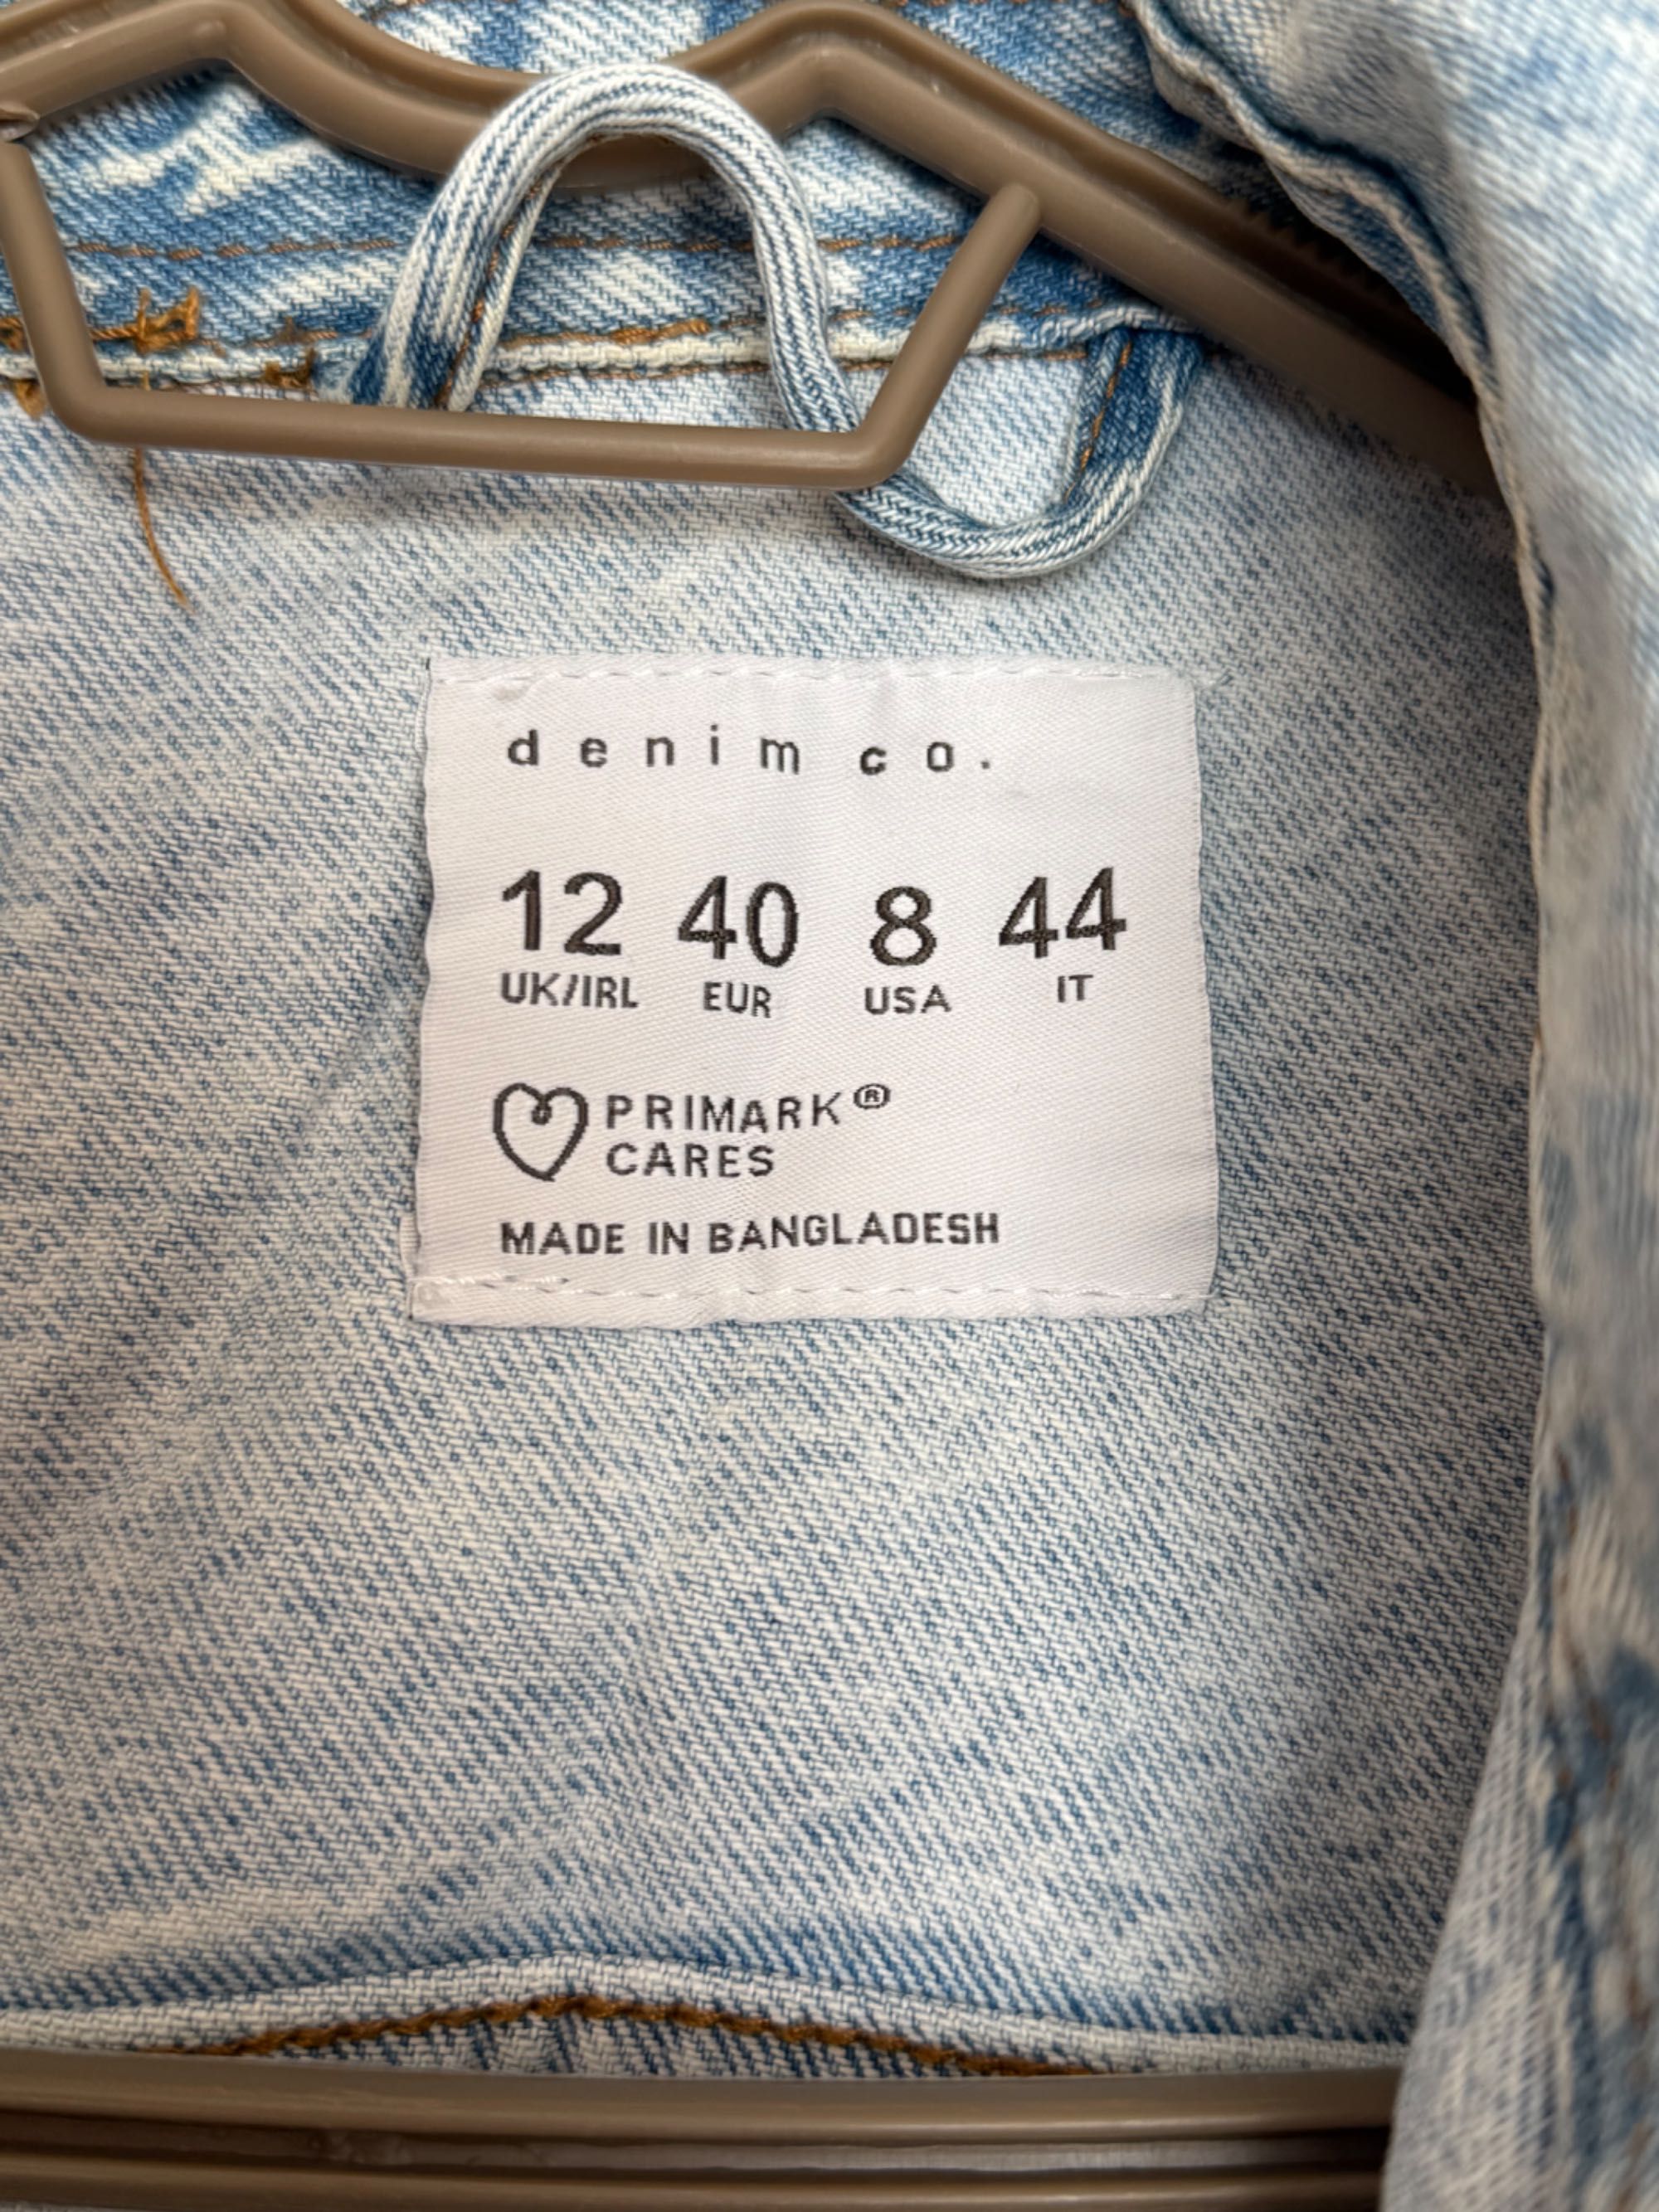 denim co.
12 40 8 44
UK/IRL EUR USA IT
PRIMARK®
CARES
MADE IN BANGLADESH